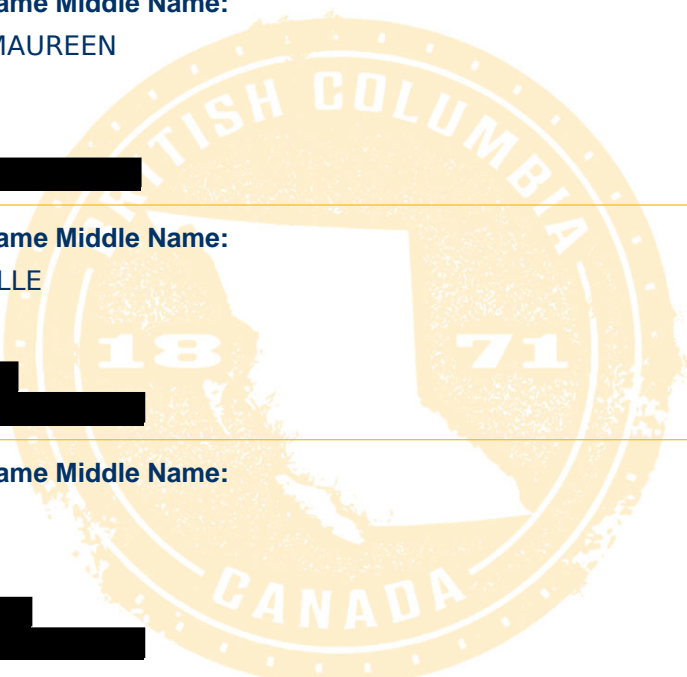 ame Middle Name:
MAUREEN
BRITISH COLUMBIA
ame Middle Name:
LLE
18 71
ame Middle Name:
CANADA